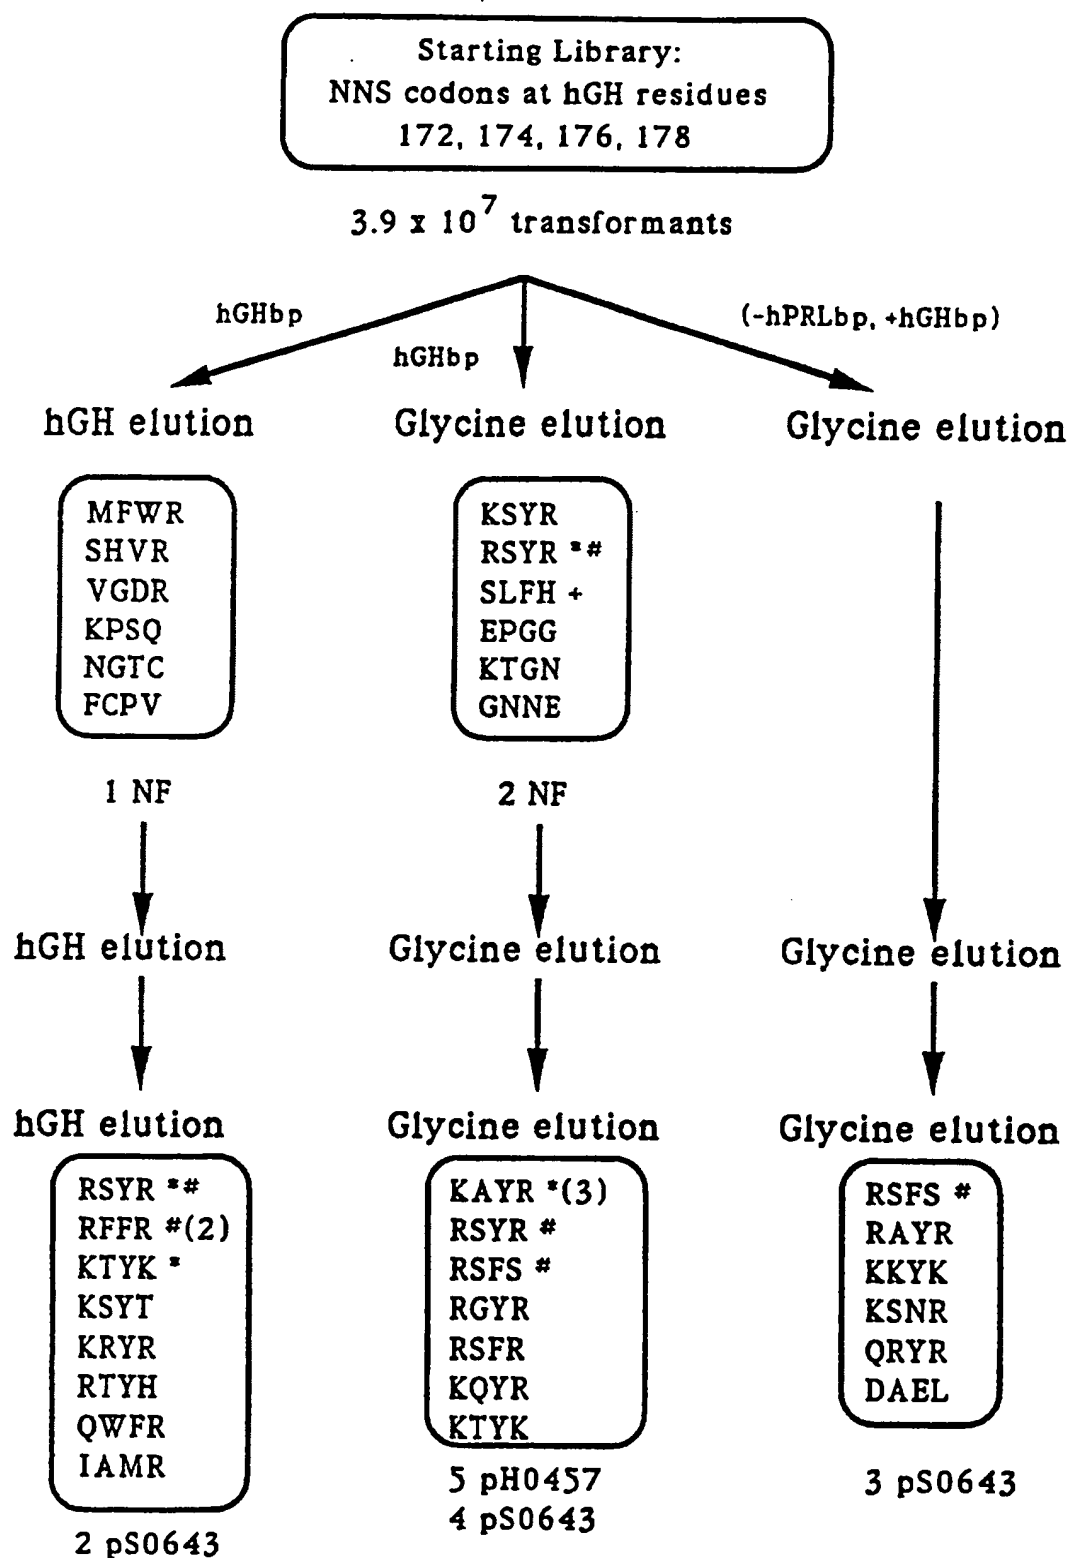 Starting Library:
NNS codons at hGH residues
172, 174, 176, 178
3.9 x 10^7 transformants
hGHbp
hGHbp
(-hPRLbp, +hGHbp)
hGH elution
MFWR
SHVR
VGDR
KPSQ
NGTC
FCPV
1 NF
hGH elution
hGH elution
RSYR *#
RFFR #(2)
KTYK *
KSYT
KRYR
RTYH
QWFR
IAMR
2 pS0643
Glycine elution
KSYR
RSYR *#
SLFH +
EPGG
KTGN
GNNE
2 NF
Glycine elution
Glycine elution
KAYR *(3)
RSYR #
RSFS #
RGYR
RSFR
KQYR
KTYK
5 pH0457
4 pS0643
Glycine elution
Glycine elution
Glycine elution
RSFS #
RAYR
KKYK
KSNR
QRYR
DAEL
3 pS0643